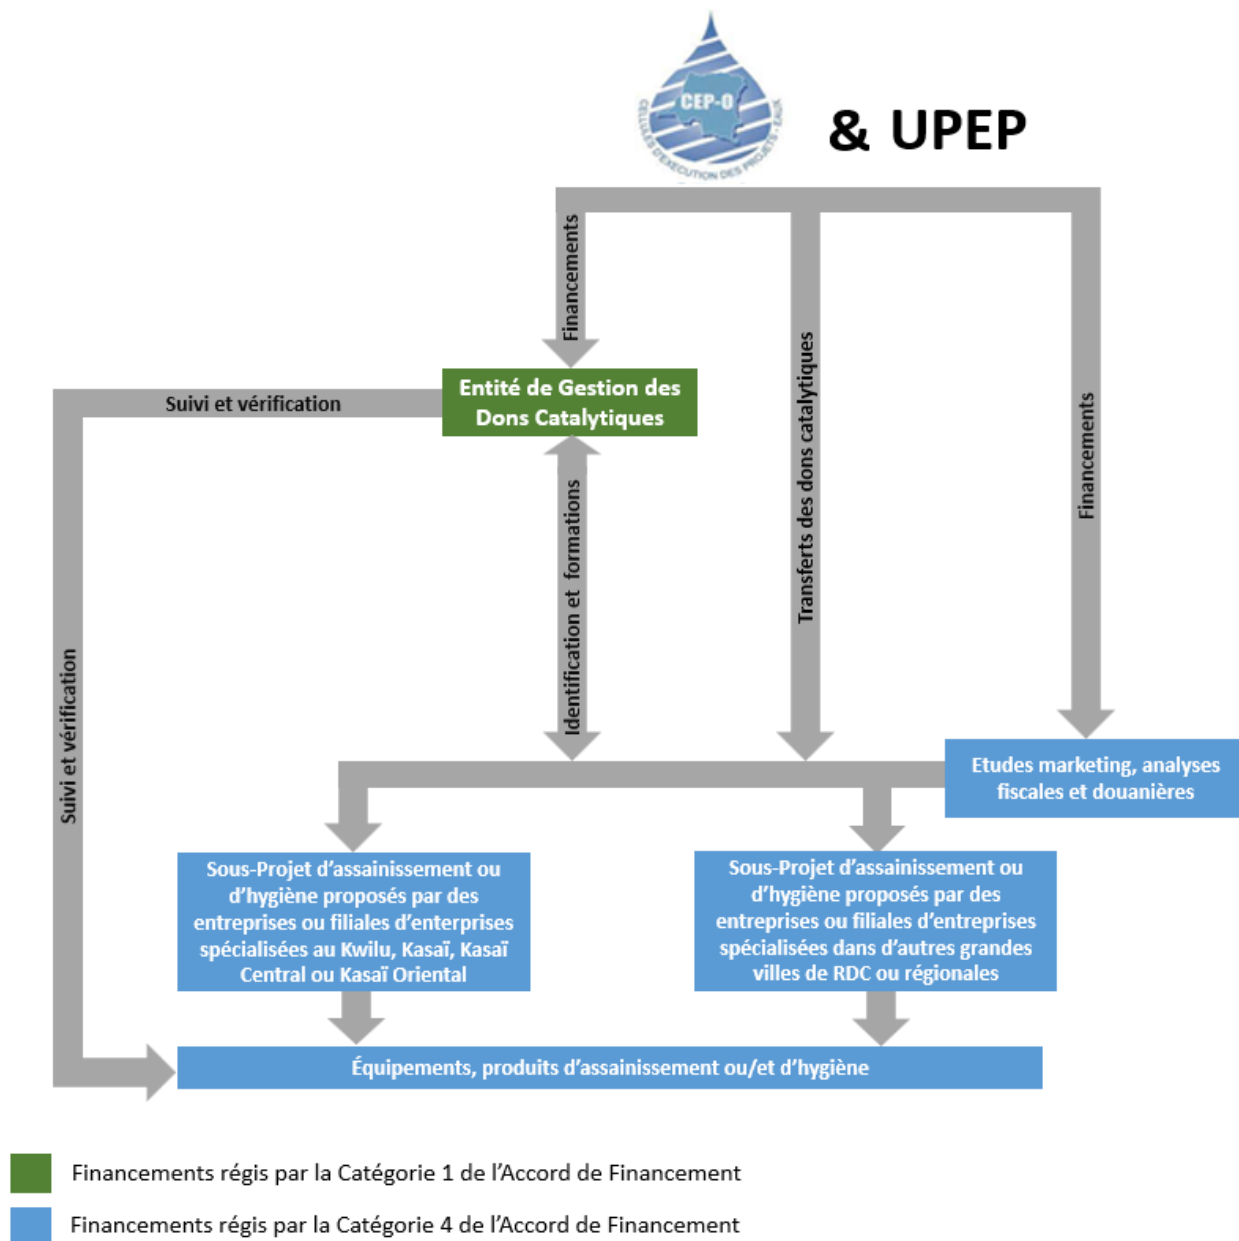 CEP-O
CELLULES D'EXECUTION DES PROJETS - EAUX
& UPEP
Financements
Transferts des dons catalytiques
Financements
Entité de Gestion des
Dons Catalytiques
Suivi et vérification
Suivi et vérification
Identification et formations
Etudes marketing, analyses
fiscales et douanières
Sous-Projet d’assainissement ou
d’hygiène proposés par des
entreprises ou filiales d’enterprises
spécialisées au Kwilu, Kasaï, Kasaï
Central ou Kasaï Oriental
Sous-Projet d’assainissement ou
d’hygiène proposés par des
entreprises ou filiales d’entreprises
spécialisées dans d’autres grandes
villes de RDC ou régionales
Équipements, produits d’assainissement ou/et d’hygiène
Financements régis par la Catégorie 1 de l’Accord de Financement
Financements régis par la Catégorie 4 de l’Accord de Financement